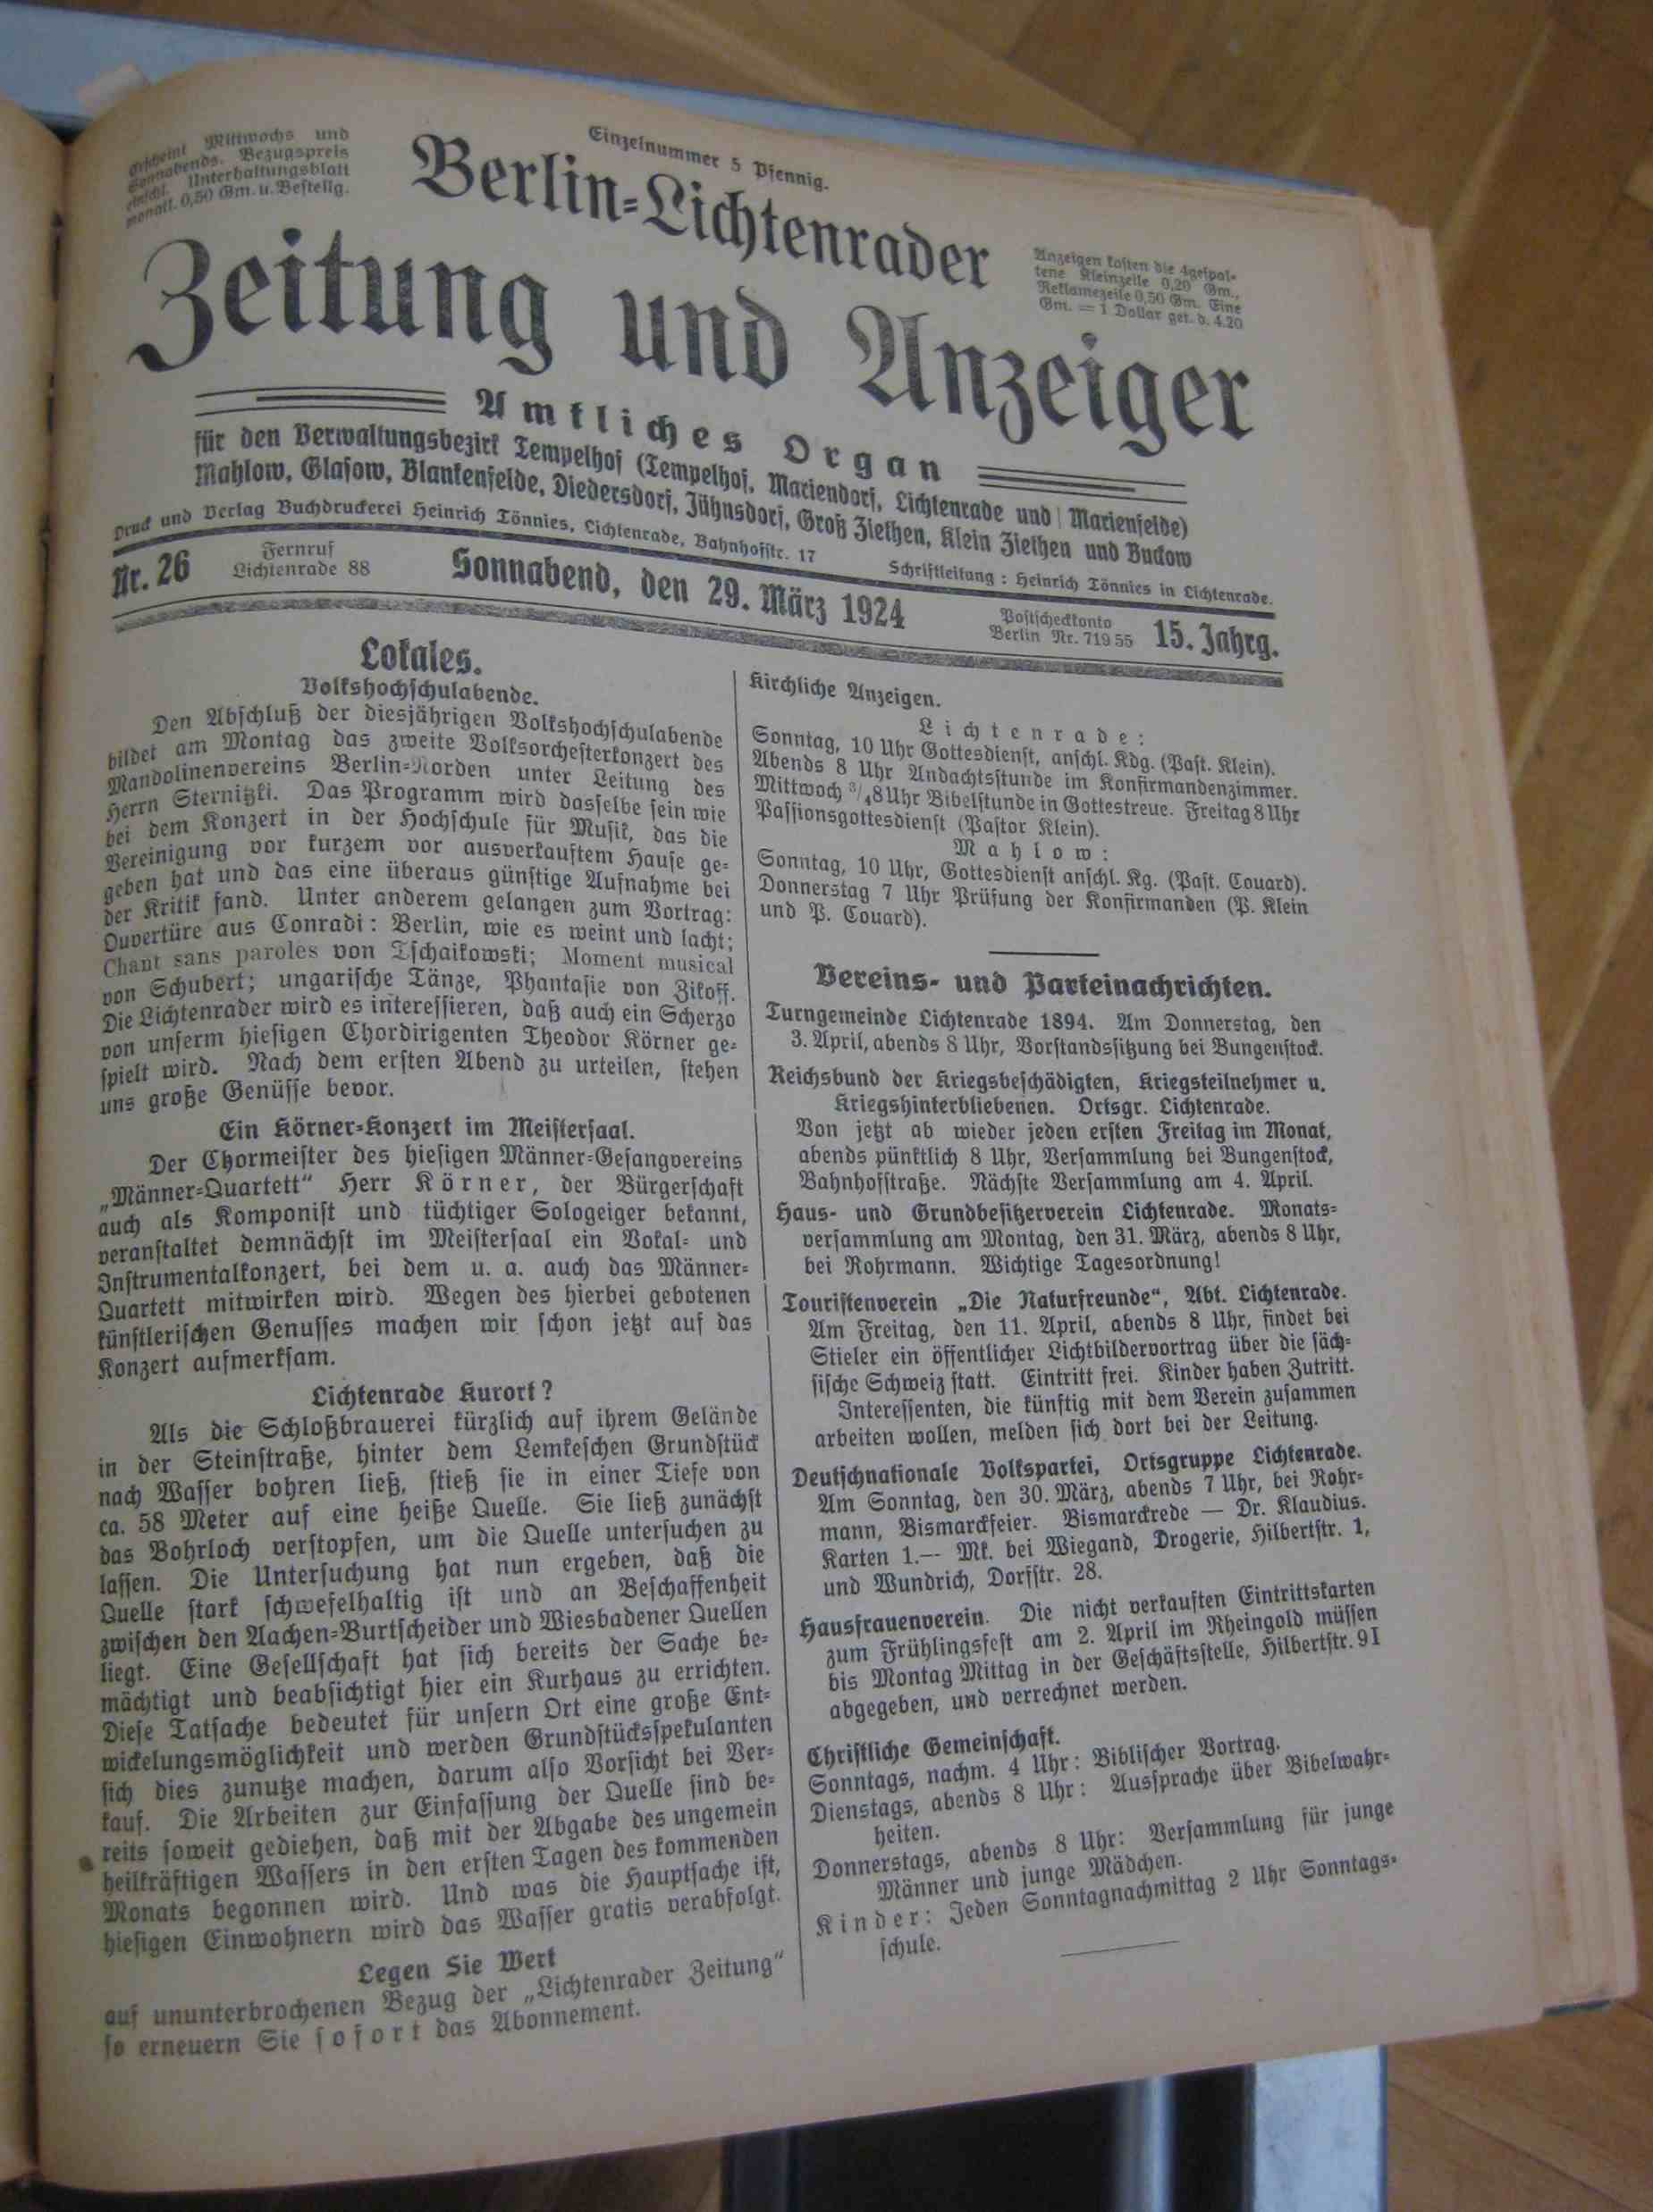 Erscheint Mittwochs und
Sonnabends. Bezugspreis
einschl. Unterhaltungsblatt
monatl. 0,50 Gm. u. Bestellg.
Einzelnummer 5 Pfennig.
Berlin-Lichtenrader
Anzeigen kosten die 4gespal-
tene Kleinzeile 0,20 Gm.,
Reklamezeile 0,50 Gm. Eine
Gm. = 1 Dollar get. d. 4.20
Zeitung und Anzeiger
Amtliches Organ
für den Verwaltungsbezirk Tempelhof (Tempelhof, Mariendorf, Lichtenrade und Marienfelde)
Mahlow, Glasow, Blankenfelde, Diedersdorf, Jühnsdorf, Groß Ziethen, Klein Ziethen und Buckow
Druck und Verlag Buchdruckerei Heinrich Tönnies, Lichtenrade, Bahnhofstr. 17
Schriftleitung: Heinrich Tönnies in Lichtenrade.
Nr. 26
Fernruf
Lichtenrade 88
Sonnabend, den 29. März 1924
Postscheckkonto
Berlin Nr. 719 55
15. Jahrg.
Lokales.
Volkshochschulabende.
Den Abschluß der diesjährigen Volkshochschulabende
bildet am Montag das zweite Volksorchesterkonzert des
Mandolinenvereins Berlin-Norden unter Leitung des
Herrn Sternitzki. Das Programm wird dasselbe sein wie
bei dem Konzert in der Hochschule für Musik, das die
Vereinigung vor kurzem vor ausverkauftem Hause ge-
geben hat und das eine überaus günstige Aufnahme bei
der Kritik fand. Unter anderem gelangen zum Vortrag:
Ouvertüre aus Conradi: Berlin, wie es weint und lacht;
Chant sans paroles von Tschaikowski; Moment musical
von Schubert; ungarische Tänze, Phantasie von Zikoff.
Die Lichtenrader wird es interessieren, daß auch ein Scherzo
von unserm hiesigen Chordirigenten Theodor Körner ge-
spielt wird. Nach dem ersten Abend zu urteilen, stehen
uns große Genüsse bevor.
Ein Körner-Konzert im Meistersaal.
Der Chormeister des hiesigen Männer-Gesangvereins
„Männer-Quartett“ Herr Körner, der Bürgerschaft
auch als Komponist und tüchtiger Sologeiger bekannt,
veranstaltet demnächst im Meistersaal ein Vokal- und
Instrumentalkonzert, bei dem u. a. auch das Männer-
Quartett mitwirken wird. Wegen des hierbei gebotenen
künstlerischen Genusses machen wir schon jetzt auf das
Konzert aufmerksam.
Lichtenrade Kurort?
Als die Schloßbrauerei kürzlich auf ihrem Gelände
in der Steinstraße, hinter dem Lemkeschen Grundstück
nach Wasser bohren ließ, stieß sie in einer Tiefe von
ca. 58 Meter auf eine heiße Quelle. Sie ließ zunächst
das Bohrloch verstopfen, um die Quelle untersuchen zu
lassen. Die Untersuchung hat nun ergeben, daß die
Quelle stark schwefelhaltig ist und an Beschaffenheit
zwischen den Aachen-Burtscheider und Wiesbadener Quellen
liegt. Eine Gesellschaft hat sich bereits der Sache be-
mächtigt und beabsichtigt hier ein Kurhaus zu errichten.
Diese Tatsache bedeutet für unsern Ort eine große Ent-
wickelungsmöglichkeit und werden Grundstücksspekulanten
sich dies zunutze machen, darum also Vorsicht bei Ver-
kauf. Die Arbeiten zur Einfassung der Quelle sind be-
reits soweit gediehen, daß mit der Abgabe des ungemein
heilkräftigen Wassers in den ersten Tagen des kommenden
Monats begonnen wird. Und was die Hauptsache ist,
hiesigen Einwohnern wird das Wasser gratis verabfolgt.
Legen Sie Wert
auf ununterbrochenen Bezug der „Lichtenrader Zeitung“
so erneuern Sie sofort das Abonnement.
Kirchliche Anzeigen.
Lichtenrade:
Sonntag, 10 Uhr Gottesdienst, anschl. Kdg. (Past. Klein).
Abends 8 Uhr Andachtsstunde im Konfirmandenzimmer.
Mittwoch 3/48 Uhr Bibelstunde in Gottestreue. Freitag 8 Uhr
Passionsgottesdienst (Pastor Klein).
Mahlow:
Sonntag, 10 Uhr, Gottesdienst anschl. Kg. (Past. Couard).
Donnerstag 7 Uhr Prüfung der Konfirmanden (P. Klein
und P. Couard).
Vereins- und Parteinachrichten.
Turngemeinde Lichtenrade 1894. Am Donnerstag, den
3. April, abends 8 Uhr, Vorstandssitzung bei Bungenstock.
Reichsbund der Kriegsbeschädigten, Kriegsteilnehmer u.
Kriegshinterbliebenen. Ortsgr. Lichtenrade.
Von jetzt ab wieder jeden ersten Freitag im Monat,
abends pünktlich 8 Uhr, Versammlung bei Bungenstock,
Bahnhofstraße. Nächste Versammlung am 4. April.
Haus- und Grundbesitzerverein Lichtenrade. Monats-
versammlung am Montag, den 31. März, abends 8 Uhr,
bei Rohrmann. Wichtige Tagesordnung!
Touristenverein „Die Naturfreunde“, Abt. Lichtenrade.
Am Freitag, den 11. April, abends 8 Uhr, findet bei
Stieler ein öffentlicher Lichtbildervortrag über die säch-
sische Schweiz statt. Eintritt frei. Kinder haben Zutritt.
Interessenten, die künftig mit dem Verein zusammen
arbeiten wollen, melden sich dort bei der Leitung.
Deutschnationale Volkspartei, Ortsgruppe Lichtenrade.
Am Sonntag, den 30. März, abends 7 Uhr, bei Rohr-
mann, Bismarckfeier. Bismarckrede — Dr. Klaudius.
Karten 1.— Mk. bei Wiegand, Drogerie, Hilbertstr. 1,
und Wundrich, Dorfstr. 28.
Hausfrauenverein. Die nicht verkauften Eintrittskarten
zum Frühlingsfest am 2. April im Rheingold müssen
bis Montag Mittag in der Geschäftsstelle, Hilbertstr. 9I
abgegeben, und verrechnet werden.
Christliche Gemeinschaft.
Sonntags, nachm. 4 Uhr: Biblischer Vortrag.
Dienstags, abends 8 Uhr: Aussprache über Bibelwahr-
heiten.
Donnerstags, abends 8 Uhr: Versammlung für junge
Männer und junge Mädchen.
Kinder: Jeden Sonntagnachmittag 2 Uhr Sonntags-
schule.